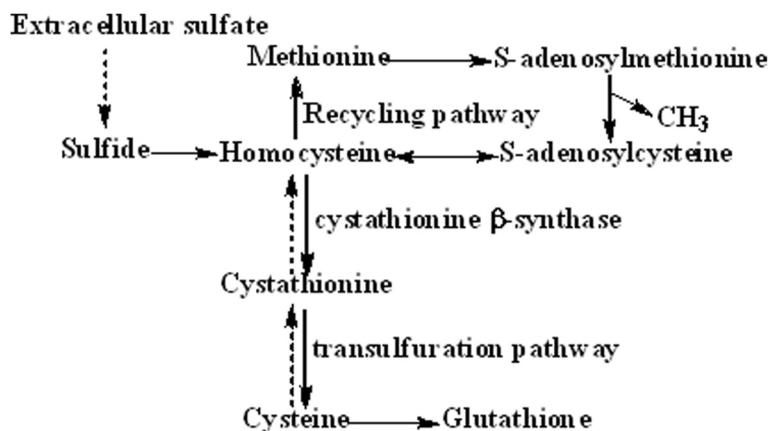 Extracellular sulfate
Methionine S-adenosylmethionine
Recycling pathway CH3
Sulfide Homocysteine S-adenosylcysteine
cystathionine β-synthase
Cystathionine
transulfuration pathway
Cysteine Glutathione